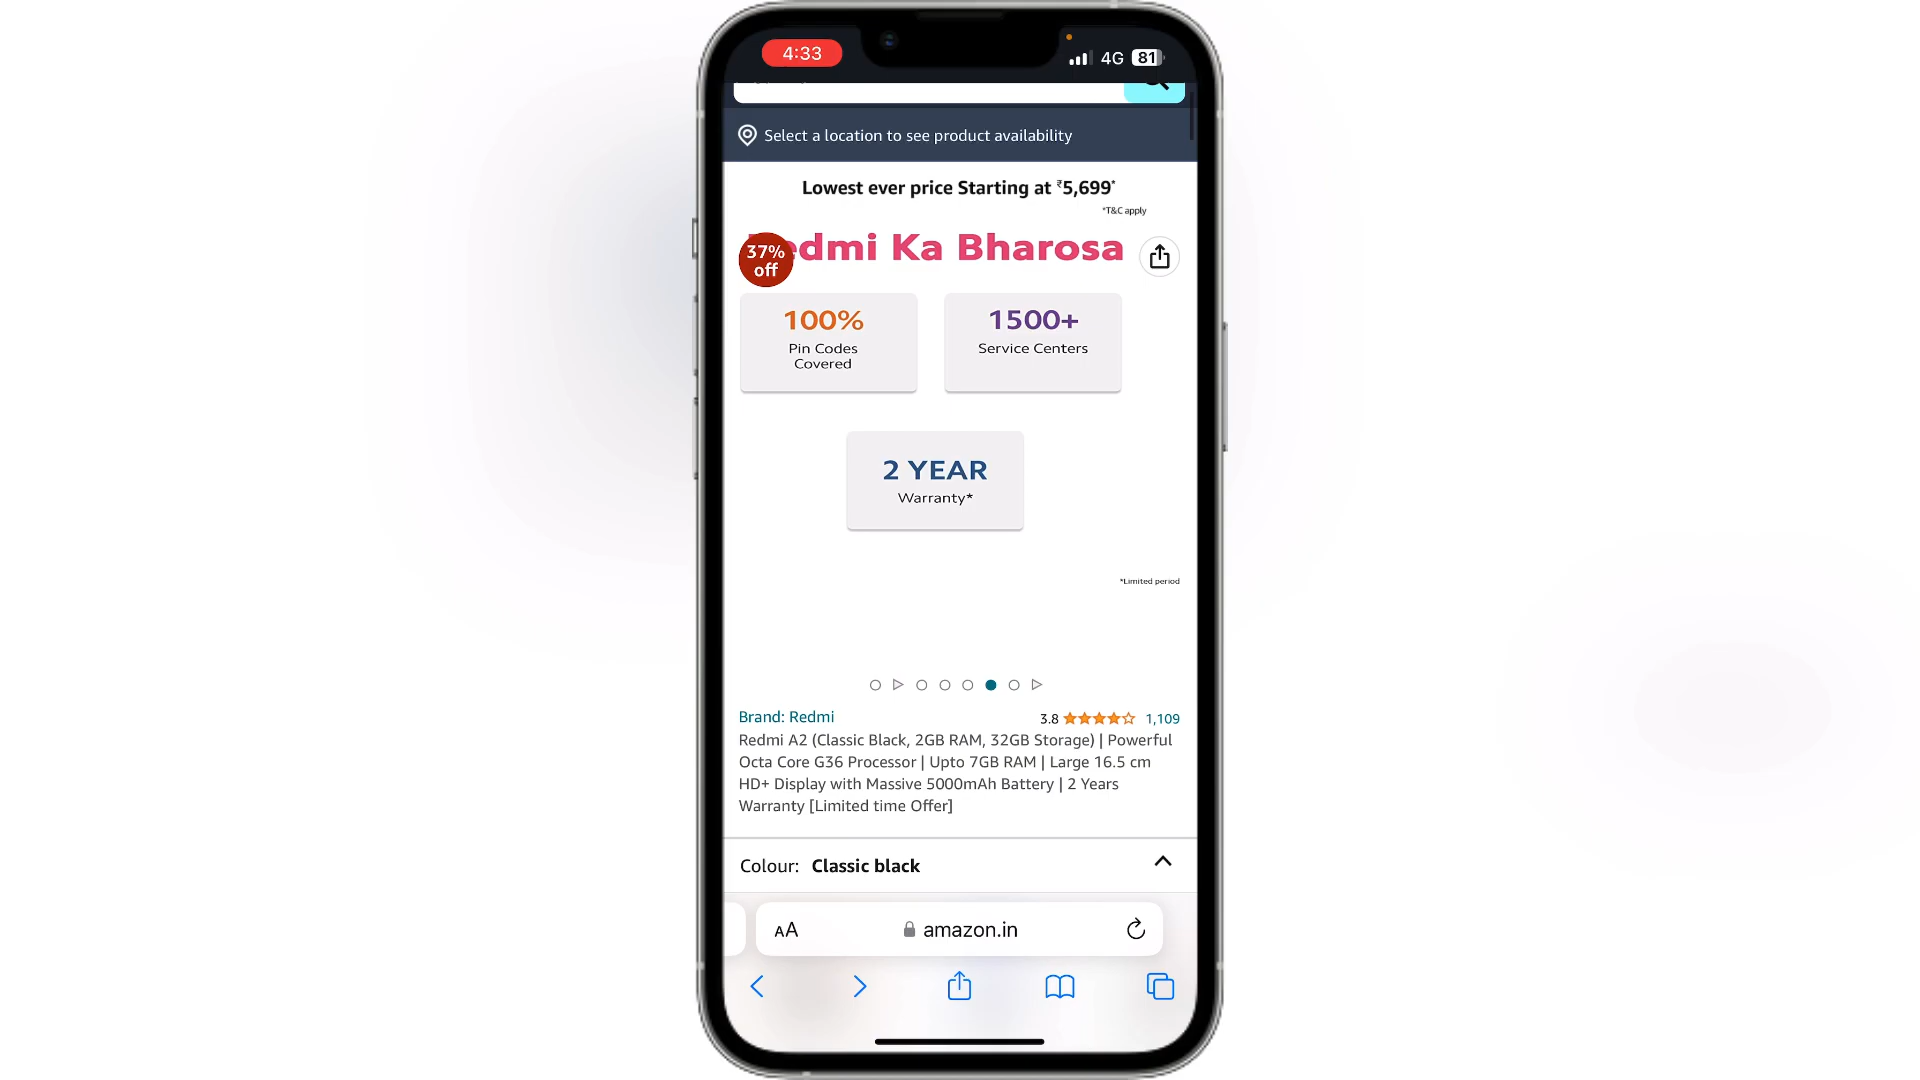 4:33
4G 81
Select a location to see product availability
Lowest ever price Starting at ₹5,699*
*T&C apply
37%
off
edmi Ka Bharosa
100%
Pin Codes
Covered
1500+
Service Centers
2 YEAR
Warranty*
*Limited period
Brand: Redmi
3.8 1,109
Redmi A2 (Classic Black, 2GB RAM, 32GB Storage) | Powerful
Octa Core G36 Processor | Upto 7GB RAM | Large 16.5 cm
HD+ Display with Massive 5000mAh Battery | 2 Years
Warranty [Limited time Offer]
Colour: Classic black
AA amazon.in